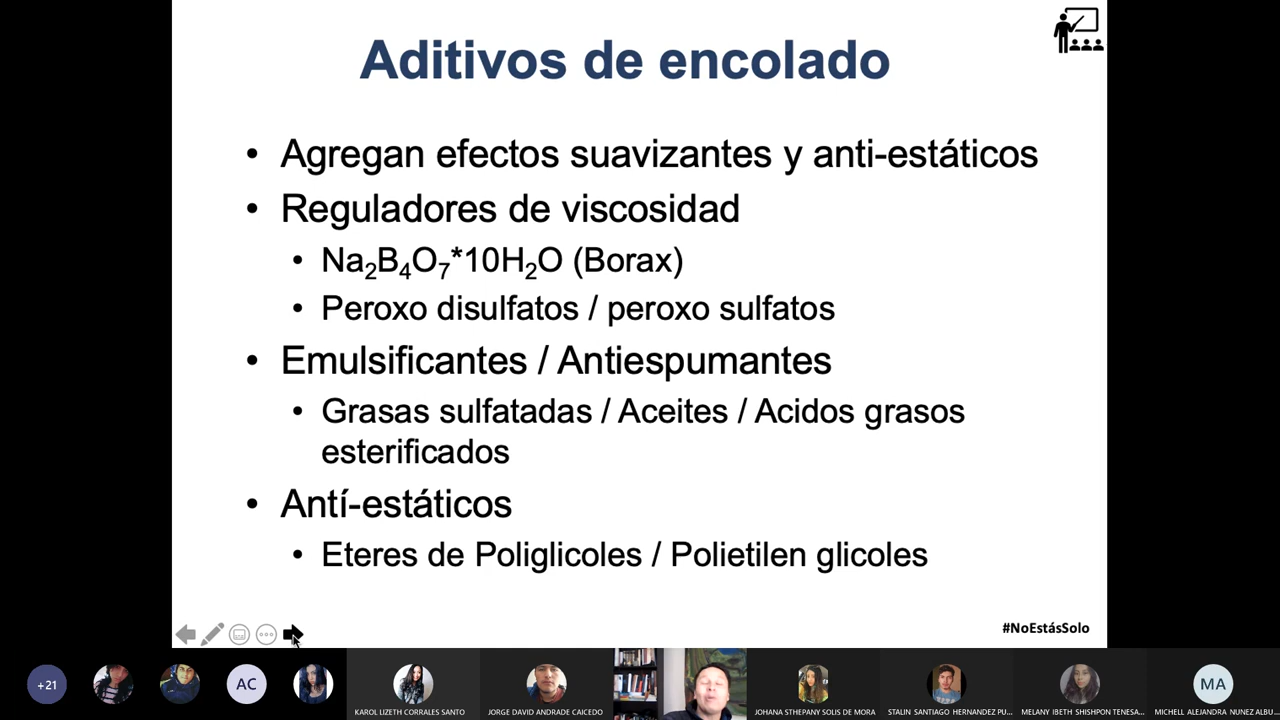 Aditivos de encolado
• Agregan efectos suavizantes y anti-estáticos
• Reguladores de viscosidad
• Na₂B₄O₇*10H₂O (Borax)
• Peroxo disulfatos / peroxo sulfatos
• Emulsificantes / Antiespumantes
• Grasas sulfatadas / Aceites / Acidos grasos
esterificados
• Antí-estáticos
• Eteres de Poliglicoles / Polietilen glicoles
#NoEstásSolo
+21
AC
MA
KAROL LIZETH CORRALES SANTO
JORGE DAVID ANDRADE CAICEDO
JOHANA STHEPANY SOLIS DE MORA
STALIN SANTIAGO HERNANDEZ PU...
MELANY IBETH SHISHPON TENESA...
MICHELL ALEJANDRA NUNEZ ALBU...